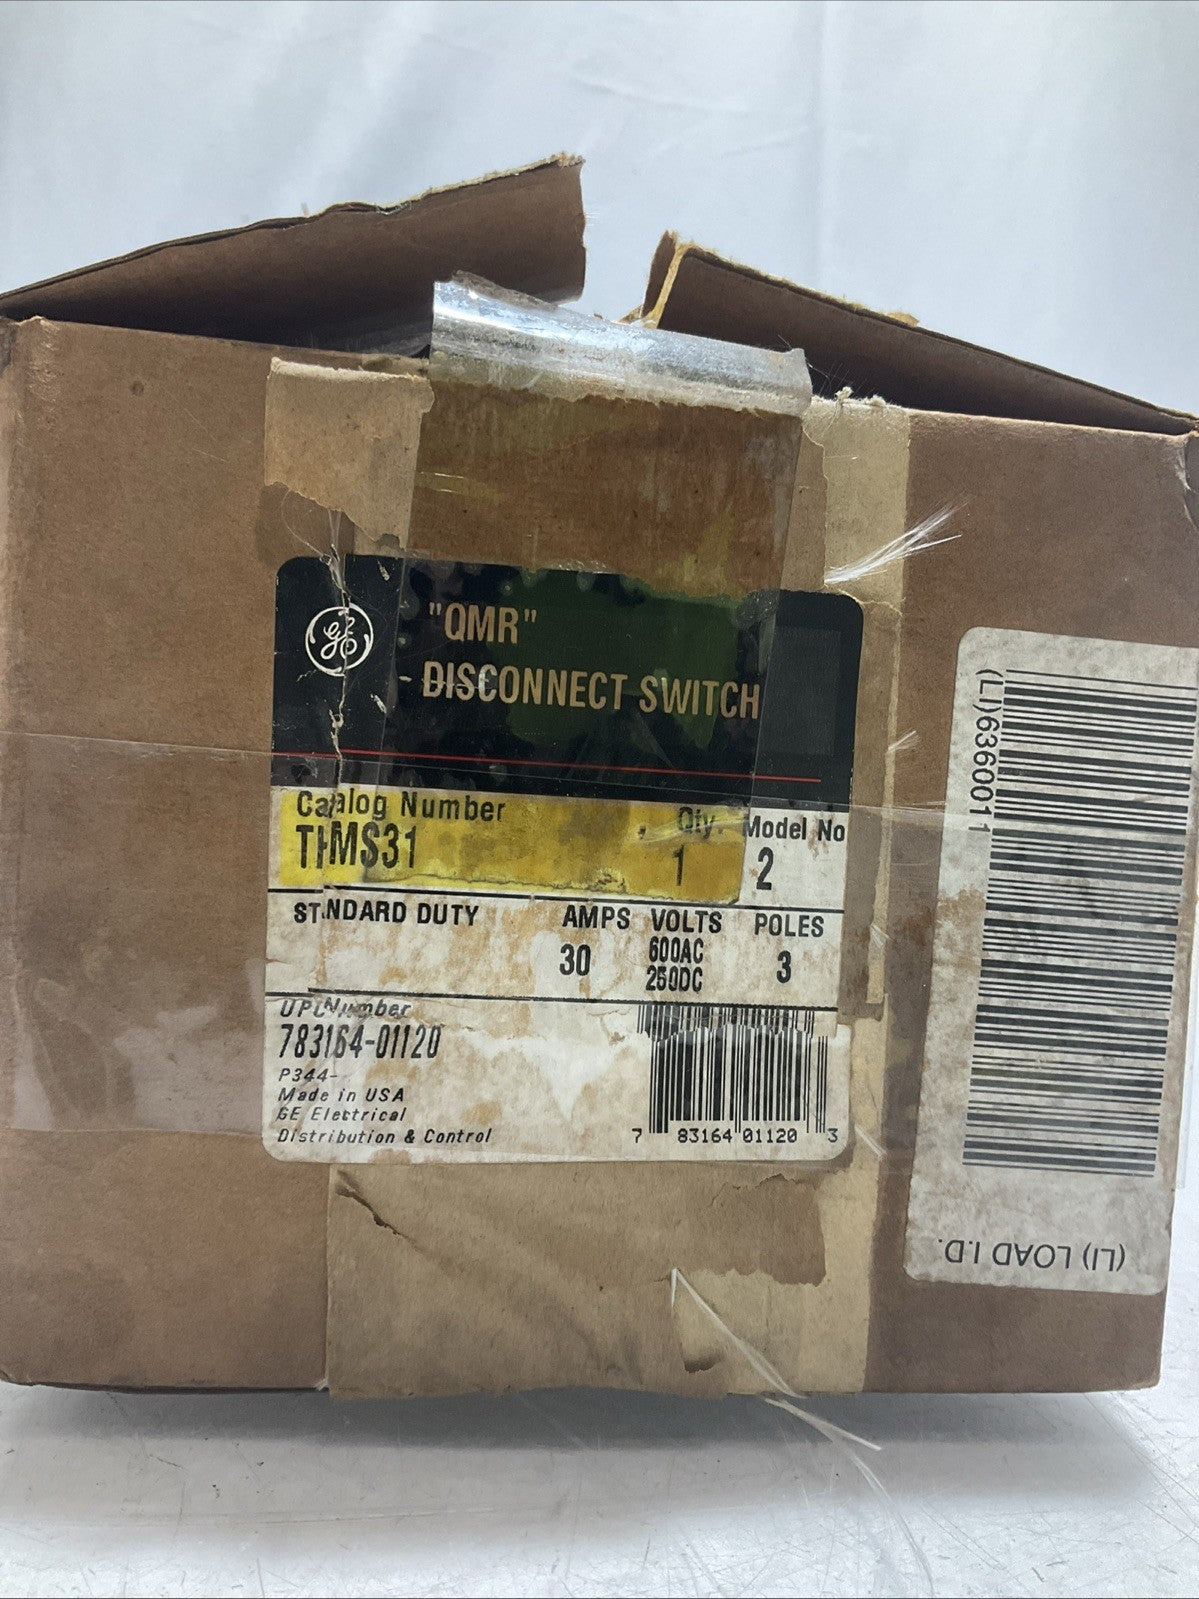 GE
"QMR"
DISCONNECT SWITCH
Catalog Number Qty. Model No
THMS31 1 2
STANDARD DUTY AMPS VOLTS POLES
30 600AC 3
250DC
UPC Number
783164-01120
P344-
Made in USA
GE Electrical
Distribution & Control
7 83164 01120 3
(LI)6360011
(LI) LOAD I.D.